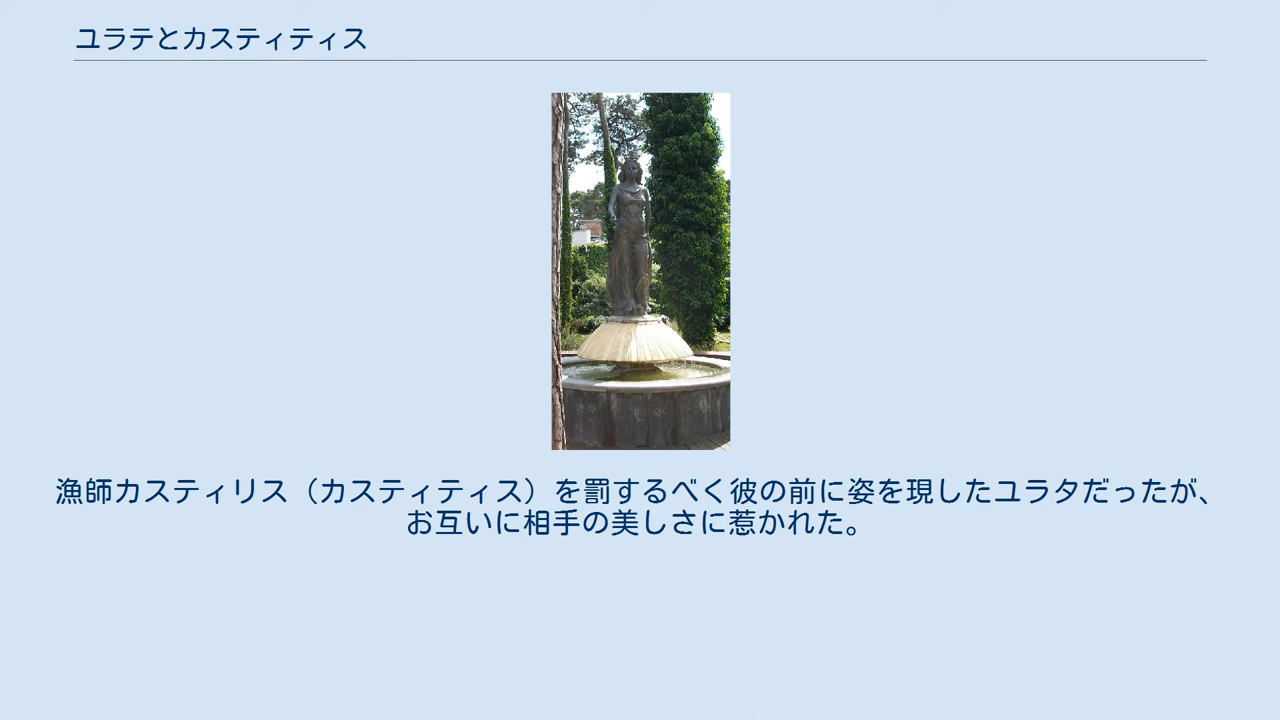 ユラテとカスティティス
漁師カスティリス（カスティティス）を罰するべく彼の前に姿を現したユラタだったが、
お互いに相手の美しさに惹かれた。